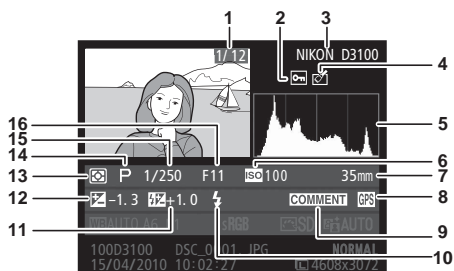 1
2
3
4
5
6
7
8
9
10
11
12
13
14
15
16
1/12
NIKON D3100
P 1/250 F11 ISO 100 35mm
-1.3 +1.0 COMMENT GPS
AUTO A6 sRGB SD AUTO
100D3100 DSC_0001 JPG NORMAL
15/04/2010 10:02:27 L 4608x3072